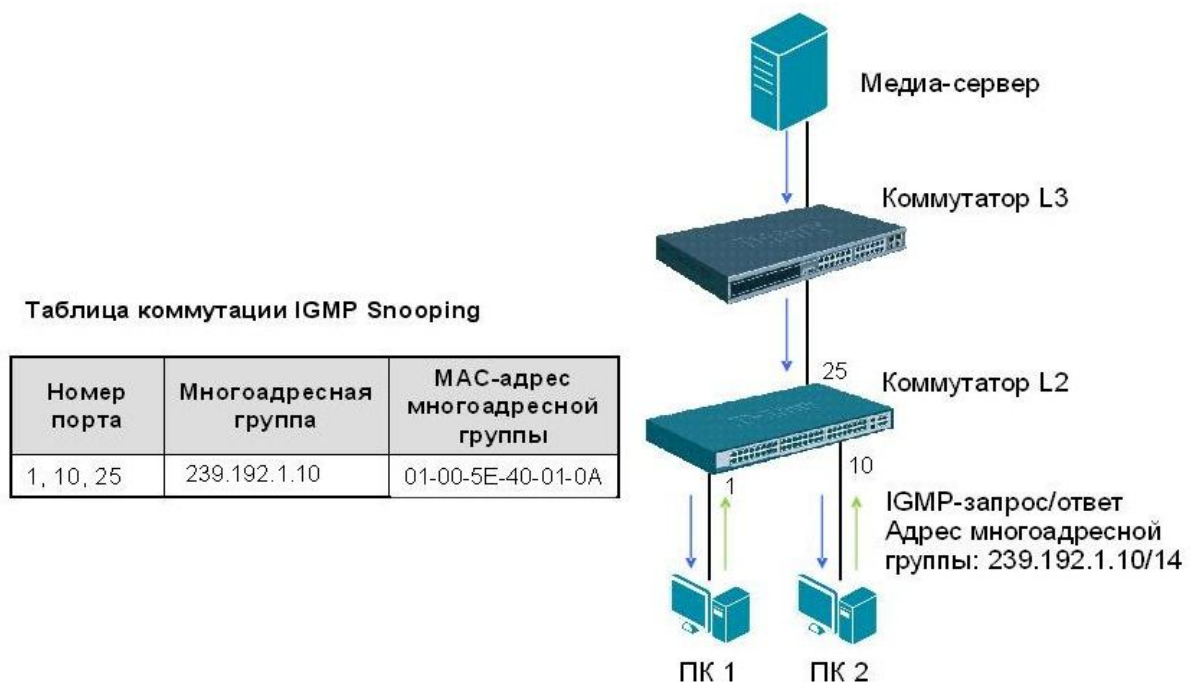 Медиа-сервер
Коммутатор L3
Таблица коммутации IGMP Snooping
Номер порта
Многоадресная группа
MAC-адрес многоадресной группы
1, 10, 25
239.192.1.10
01-00-5E-40-01-0A
25
Коммутатор L2
1
10
IGMP-запрос/ответ
Адрес многоадресной
группы: 239.192.1.10/14
ПК 1
ПК 2